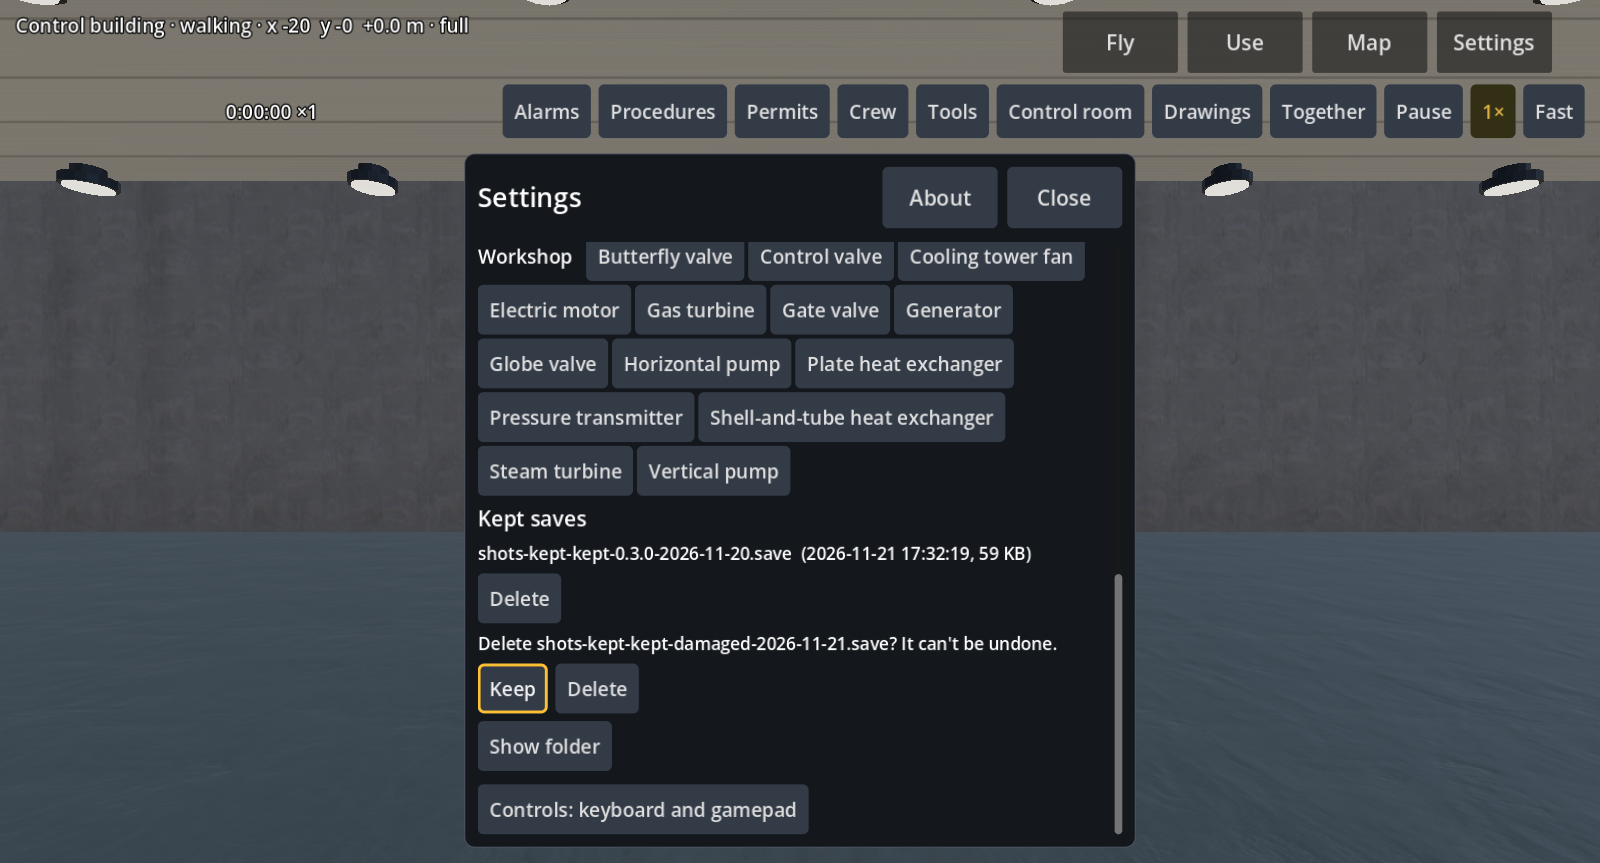 Control building · walking · x -20 y -0 +0.0 m · full
Fly
Use
Map
Settings
0:00:00 ×1
Alarms
Procedures
Permits
Crew
Tools
Control room
Drawings
Together
Pause
1×
Fast
Settings
About
Close
Workshop
Butterfly valve
Control valve
Cooling tower fan
Electric motor
Gas turbine
Gate valve
Generator
Globe valve
Horizontal pump
Plate heat exchanger
Pressure transmitter
Shell-and-tube heat exchanger
Steam turbine
Vertical pump
Kept saves
shots-kept-kept-0.3.0-2026-11-20.save (2026-11-21 17:32:19, 59 KB)
Delete
Delete shots-kept-kept-damaged-2026-11-21.save? It can't be undone.
Keep
Delete
Show folder
Controls: keyboard and gamepad